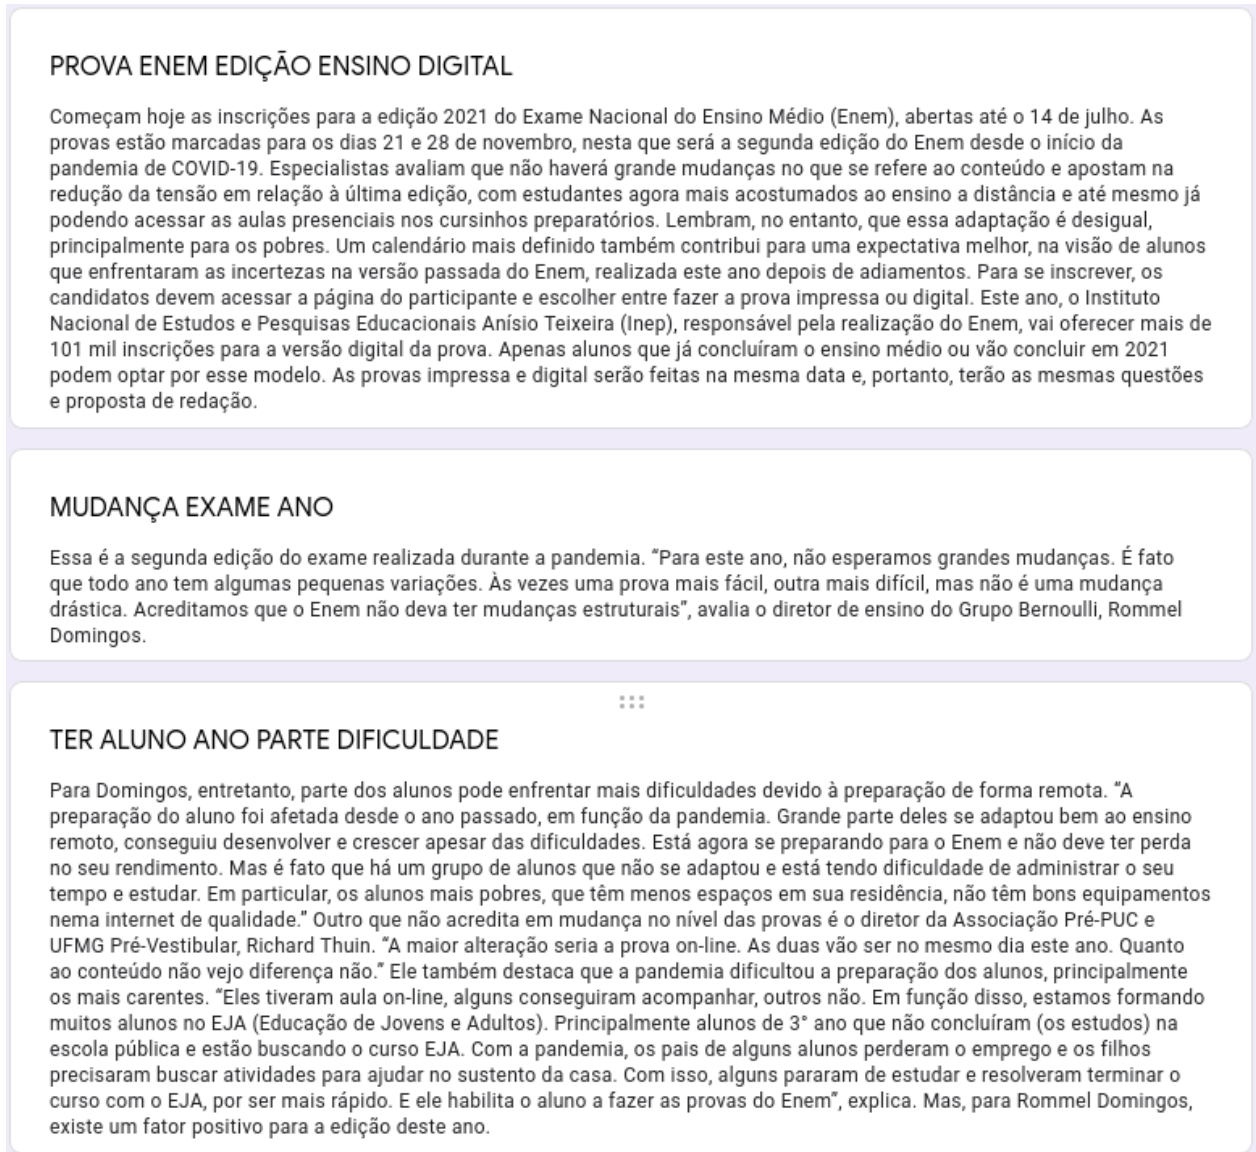 PROVA ENEM EDIÇÃO ENSINO DIGITAL
Começam hoje as inscrições para a edição 2021 do Exame Nacional do Ensino Médio (Enem), abertas até o 14 de julho. As
provas estão marcadas para os dias 21 e 28 de novembro, nesta que será a segunda edição do Enem desde o início da
pandemia de COVID-19. Especialistas avaliam que não haverá grande mudanças no que se refere ao conteúdo e apostam na
redução da tensão em relação à última edição, com estudantes agora mais acostumados ao ensino a distância e até mesmo já
podendo acessar as aulas presenciais nos cursinhos preparatórios. Lembram, no entanto, que essa adaptação é desigual,
principalmente para os pobres. Um calendário mais definido também contribui para uma expectativa melhor, na visão de alunos
que enfrentaram as incertezas na versão passada do Enem, realizada este ano depois de adiamentos. Para se inscrever, os
candidatos devem acessar a página do participante e escolher entre fazer a prova impressa ou digital. Este ano, o Instituto
Nacional de Estudos e Pesquisas Educacionais Anísio Teixeira (Inep), responsável pela realização do Enem, vai oferecer mais de
101 mil inscrições para a versão digital da prova. Apenas alunos que já concluíram o ensino médio ou vão concluir em 2021
podem optar por esse modelo. As provas impressa e digital serão feitas na mesma data e, portanto, terão as mesmas questões
e proposta de redação.
MUDANÇA EXAME ANO
Essa é a segunda edição do exame realizada durante a pandemia. “Para este ano, não esperamos grandes mudanças. É fato
que todo ano tem algumas pequenas variações. Às vezes uma prova mais fácil, outra mais difícil, mas não é uma mudança
drástica. Acreditamos que o Enem não deva ter mudanças estruturais”, avalia o diretor de ensino do Grupo Bernoulli, Rommel
Domingos.
TER ALUNO ANO PARTE DIFICULDADE
Para Domingos, entretanto, parte dos alunos pode enfrentar mais dificuldades devido à preparação de forma remota. “A
preparação do aluno foi afetada desde o ano passado, em função da pandemia. Grande parte deles se adaptou bem ao ensino
remoto, conseguiu desenvolver e crescer apesar das dificuldades. Está agora se preparando para o Enem e não deve ter perda
no seu rendimento. Mas é fato que há um grupo de alunos que não se adaptou e está tendo dificuldade de administrar o seu
tempo e estudar. Em particular, os alunos mais pobres, que têm menos espaços em sua residência, não têm bons equipamentos
nema internet de qualidade.” Outro que não acredita em mudança no nível das provas é o diretor da Associação Pré-PUC e
UFMG Pré-Vestibular, Richard Thuin. “A maior alteração seria a prova on-line. As duas vão ser no mesmo dia este ano. Quanto
ao conteúdo não vejo diferença não.” Ele também destaca que a pandemia dificultou a preparação dos alunos, principalmente
os mais carentes. “Eles tiveram aula on-line, alguns conseguiram acompanhar, outros não. Em função disso, estamos formando
muitos alunos no EJA (Educação de Jovens e Adultos). Principalmente alunos de 3° ano que não concluíram (os estudos) na
escola pública e estão buscando o curso EJA. Com a pandemia, os pais de alguns alunos perderam o emprego e os filhos
precisaram buscar atividades para ajudar no sustento da casa. Com isso, alguns pararam de estudar e resolveram terminar o
curso com o EJA, por ser mais rápido. E ele habilita o aluno a fazer as provas do Enem”, explica. Mas, para Rommel Domingos,
existe um fator positivo para a edição deste ano.